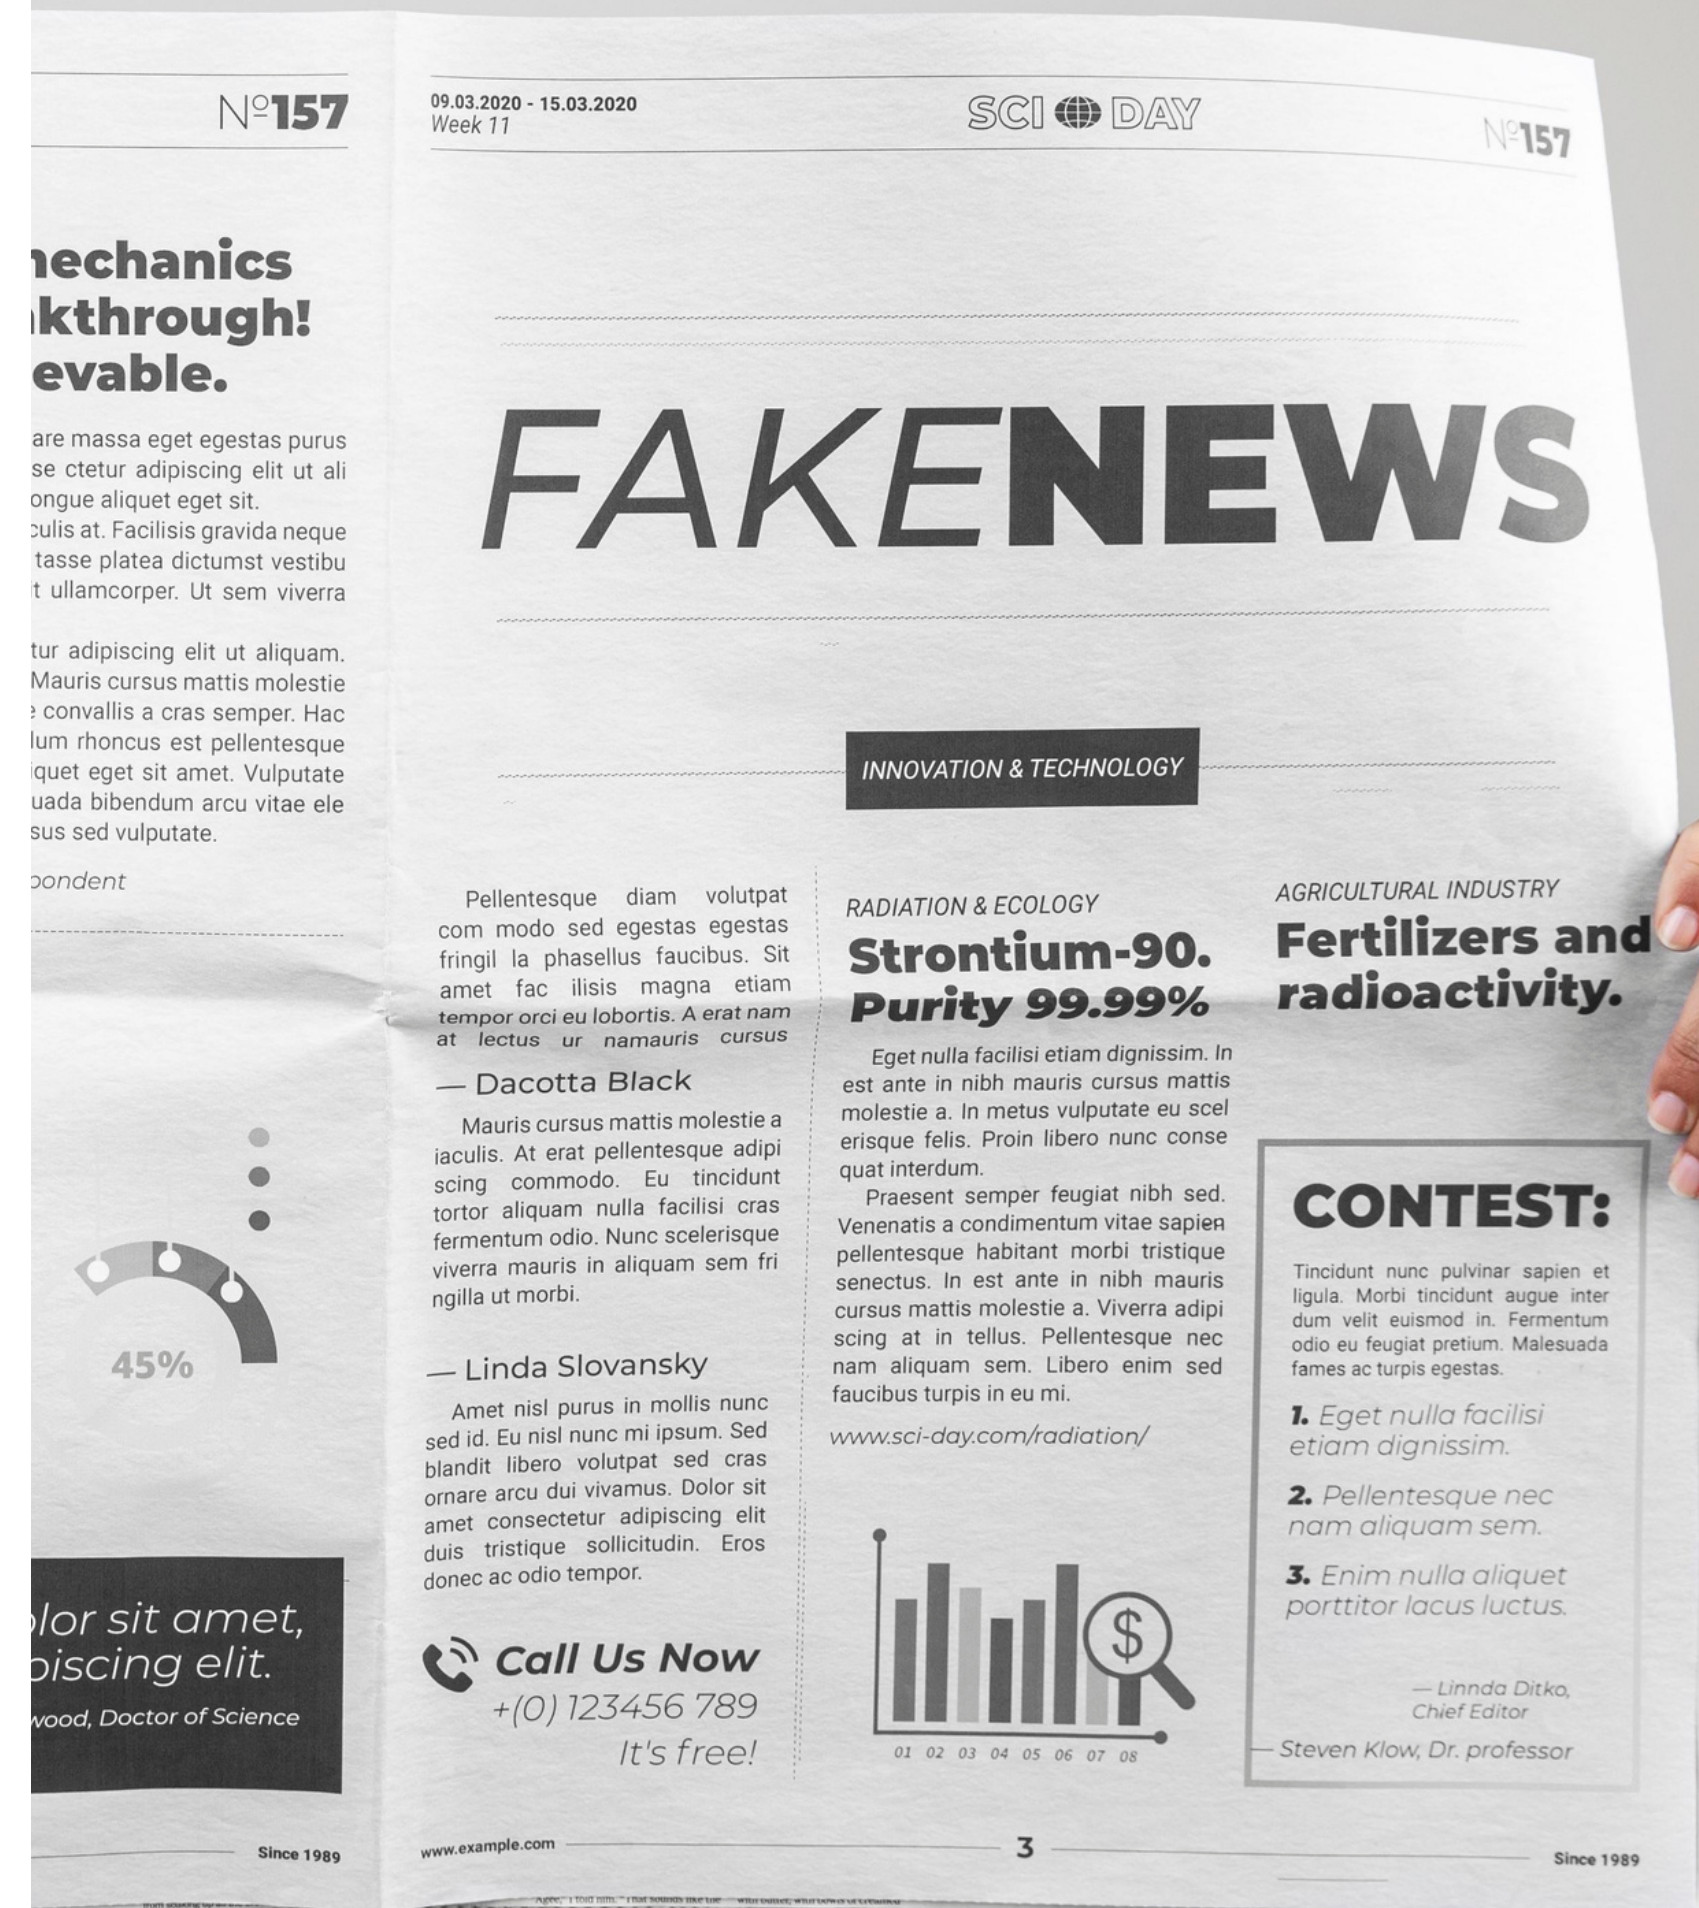 Nº157
mechanics
kthrough!
evable.
are massa eget egestas purus
se ctetur adipiscing elit ut ali
ongue aliquet eget sit.
culis at. Facilisis gravida neque
tasse platea dictumst vestibu
it ullamcorper. Ut sem viverra
tur adipiscing elit ut aliquam.
Mauris cursus mattis molestie
e convallis a cras semper. Hac
lum rhoncus est pellentesque
iquet eget sit amet. Vulputate
uada bibendum arcu vitae ele
sus sed vulputate.
pondent
45%
olor sit amet,
piscing elit.
wood, Doctor of Science
Since 1989
09.03.2020 - 15.03.2020
Week 11
SCI DAY
Nº157
FAKENEWS
INNOVATION & TECHNOLOGY
Pellentesque diam volutpat
com modo sed egestas egestas
fringil la phasellus faucibus. Sit
amet fac ilisis magna etiam
tempor orci eu lobortis. A erat nam
at lectus ur namauris cursus
— Dacotta Black
Mauris cursus mattis molestie a
iaculis. At erat pellentesque adipi
scing commodo. Eu tincidunt
tortor aliquam nulla facilisi cras
fermentum odio. Nunc scelerisque
viverra mauris in aliquam sem fri
ngilla ut morbi.
— Linda Slovansky
Amet nisl purus in mollis nunc
sed id. Eu nisl nunc mi ipsum. Sed
blandit libero volutpat sed cras
ornare arcu dui vivamus. Dolor sit
amet consectetur adipiscing elit
duis tristique sollicitudin. Eros
donec ac odio tempor.
Call Us Now
+(0) 123456 789
It's free!
RADIATION & ECOLOGY
Strontium-90.
Purity 99.99%
Eget nulla facilisi etiam dignissim. In
est ante in nibh mauris cursus mattis
molestie a. In metus vulputate eu scel
erisque felis. Proin libero nunc conse
quat interdum.
Praesent semper feugiat nibh sed.
Venenatis a condimentum vitae sapien
pellentesque habitant morbi tristique
senectus. In est ante in nibh mauris
cursus mattis molestie a. Viverra adipi
scing at in tellus. Pellentesque nec
nam aliquam sem. Libero enim sed
faucibus turpis in eu mi.
www.sci-day.com/radiation/
$
01 02 03 04 05 06 07 08
AGRICULTURAL INDUSTRY
Fertilizers and
radioactivity.
CONTEST:
Tincidunt nunc pulvinar sapien et
ligula. Morbi tincidunt augue inter
dum velit euismod in. Fermentum
odio eu feugiat pretium. Malesuada
fames ac turpis egestas.
1. Eget nulla facilisi
etiam dignissim.
2. Pellentesque nec
nam aliquam sem.
3. Enim nulla aliquet
porttitor lacus luctus.
— Linnda Ditko,
Chief Editor
— Steven Klow, Dr. professor
www.example.com
3
Since 1989